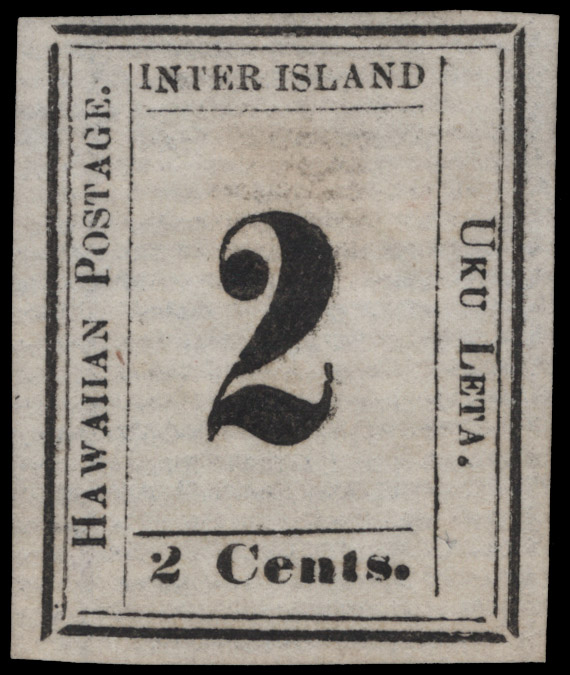 INTER ISLAND
HAWAIIAN POSTAGE.
2
UKU LETA.
2 Cents.